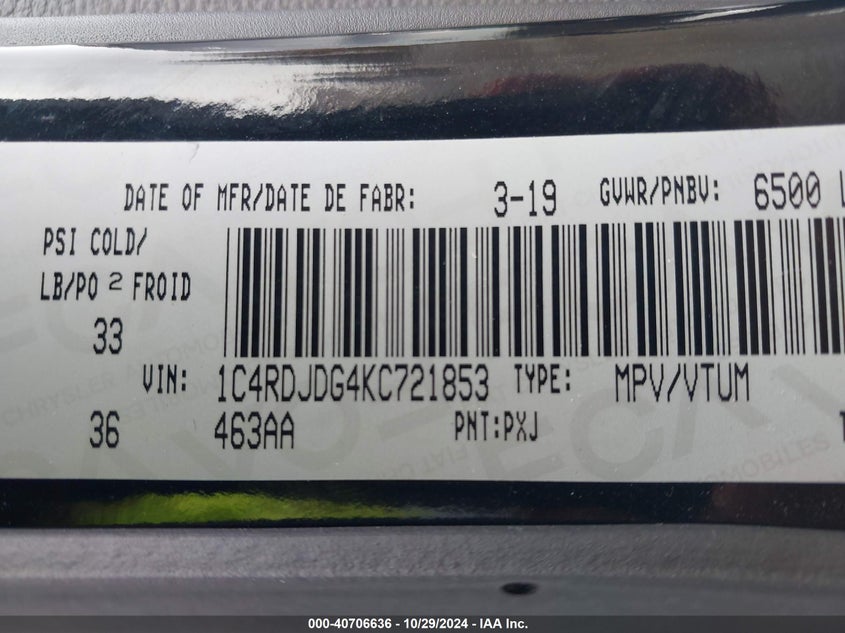 DATE OF MFR/DATE DE FABR: 3-19 GVWR/PNBV: 6500 L
PSI COLD/
LB/PO 2 FROID
33
VIN: 1C4RDJDG4KC721853 TYPE: MPV/VTUM
36 463AA PNT:PXJ
000-40706636 - 10/29/2024 - IAA Inc.